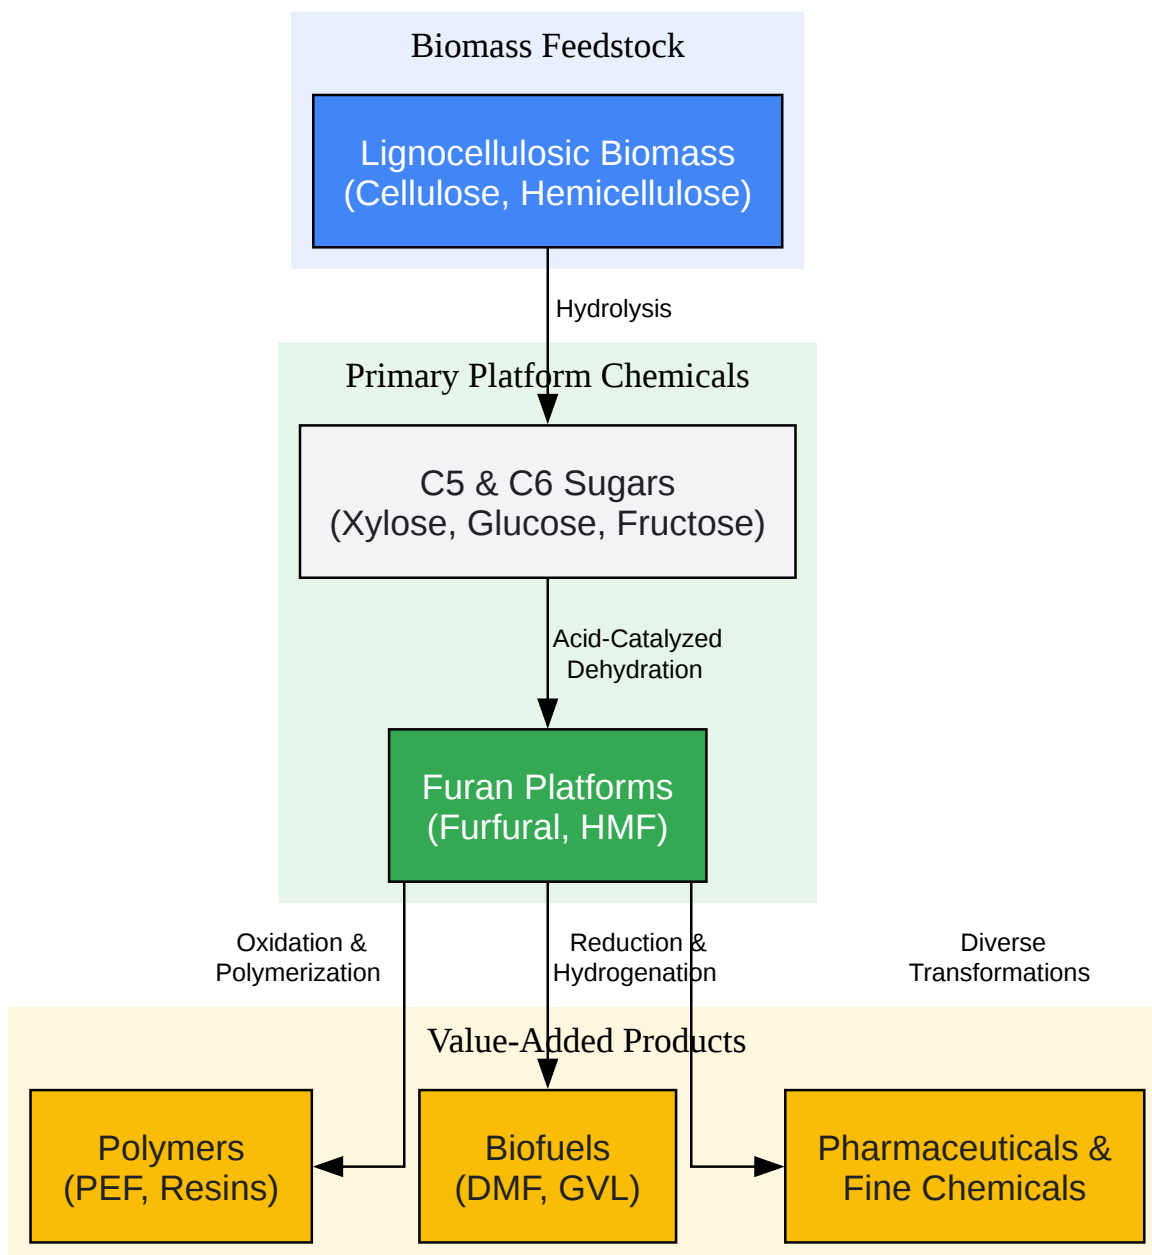 Biomass Feedstock
Lignocellulosic Biomass
(Cellulose, Hemicellulose)
Hydrolysis
Primary Platform Chemicals
C5 & C6 Sugars
(Xylose, Glucose, Fructose)
Acid-Catalyzed
Dehydration
Furan Platforms
(Furfural, HMF)
Oxidation &
Polymerization
Reduction &
Hydrogenation
Diverse
Transformations
Value-Added Products
Polymers
(PEF, Resins)
Biofuels
(DMF, GVL)
Pharmaceuticals &
Fine Chemicals